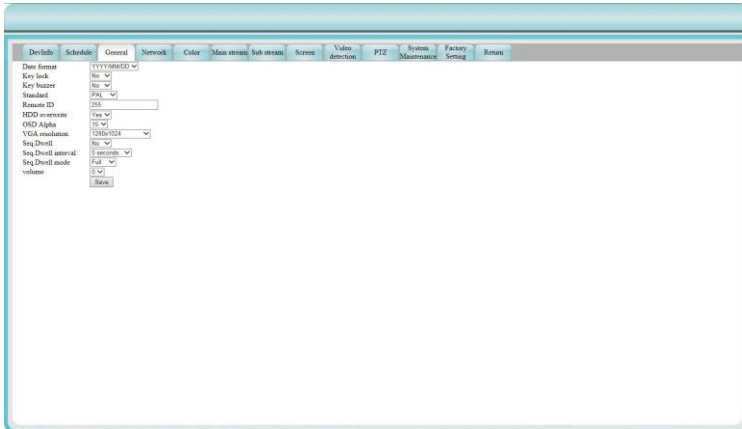 DevInfo Schedule General Network Color Main stream Sub stream Screen Video detection PTZ System Maintenance Factory Setting Return
Date format YYYY/MM/DD
Key lock No
Key buzzer No
Standard PAL
Remote ID 255
HDD overwrite Yes
OSD Alpha 15
VGA resolution 1280x1024
Seq.Dwell No
Seq.Dwell interval 5 seconds
Seq.Dwell mode Full
volume
Save